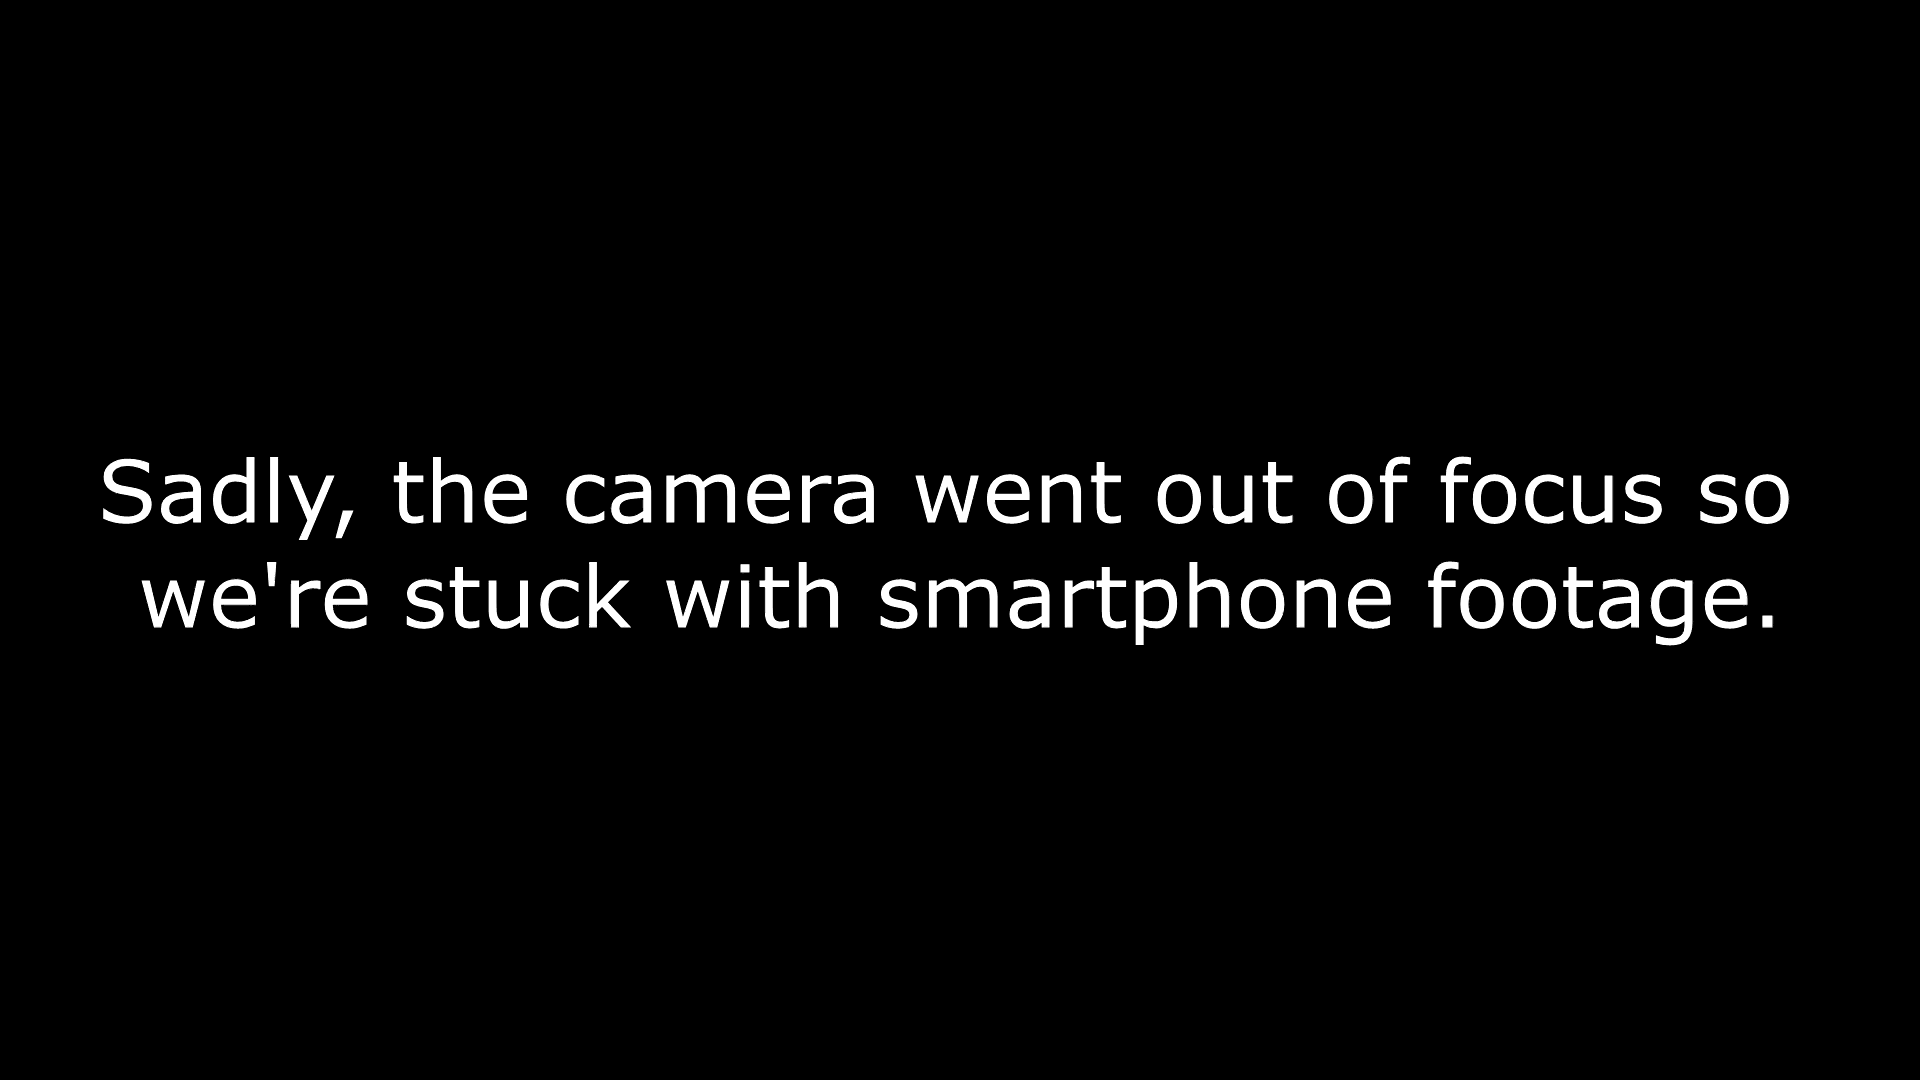 Sadly, the camera went out of focus so
we're stuck with smartphone footage.